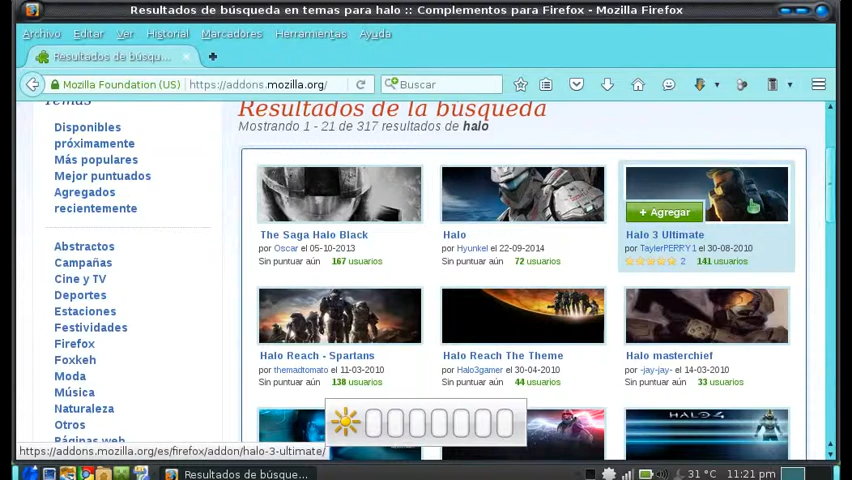 Resultados de búsqueda en temas para halo :: Complementos para Firefox - Mozilla Firefox
Archivo Editar Ver Historial Marcadores Herramientas Ayuda
Resultados de búsqu...
Mozilla Foundation (US) https://addons.mozilla.org/ Buscar
Temas
Resultados de la búsqueda
Mostrando 1 - 21 de 317 resultados de halo
Disponibles
próximamente
Más populares
Mejor puntuados
Agregados
recientemente
Abstractos
Campañas
Cine y TV
Deportes
Estaciones
Festividades
Firefox
Foxkeh
Moda
Música
Naturaleza
Otros
Páginas web
The Saga Halo Black
por Oscar el 05-10-2013
Sin puntuar aún 167 usuarios
Halo
por Hyunkel el 22-09-2014
Sin puntuar aún 72 usuarios
+ Agregar
Halo 3 Ultimate
por TaylerPERRY1 el 30-08-2010
2 141 usuarios
Halo Reach - Spartans
por themadtomato el 11-03-2010
Sin puntuar aún 138 usuarios
Halo Reach The Theme
por Halo3gamer el 30-04-2010
Sin puntuar aún 44 usuarios
Halo masterchief
por -jay-jay- el 14-03-2010
Sin puntuar aún 33 usuarios
HALO 4
https://addons.mozilla.org/es/firefox/addon/halo-3-ultimate/
Resultados de búsque...
31 °C 11:21 pm